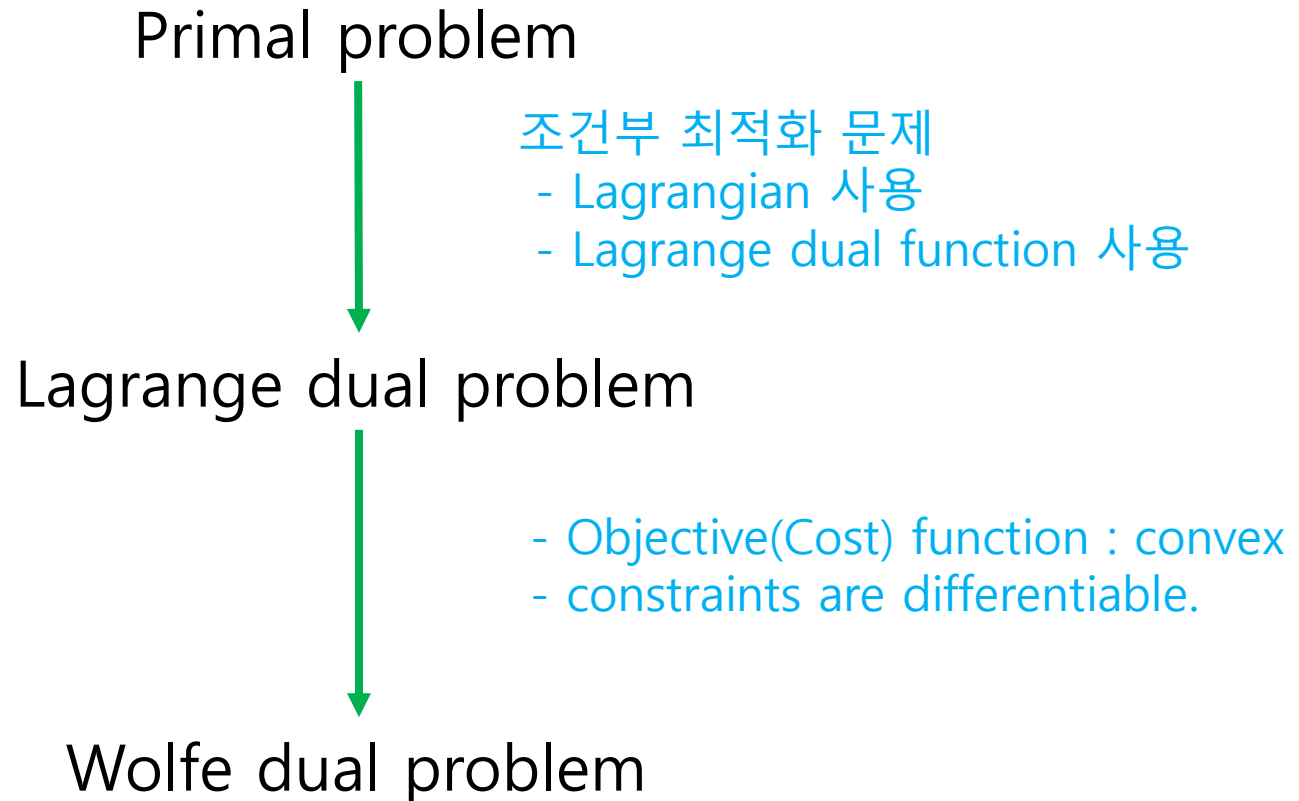 Primal problem
조건부 최적화 문제
- Lagrangian 사용
- Lagrange dual function 사용
Lagrange dual problem
- Objective(Cost) function : convex
- constraints are differentiable.
Wolfe dual problem